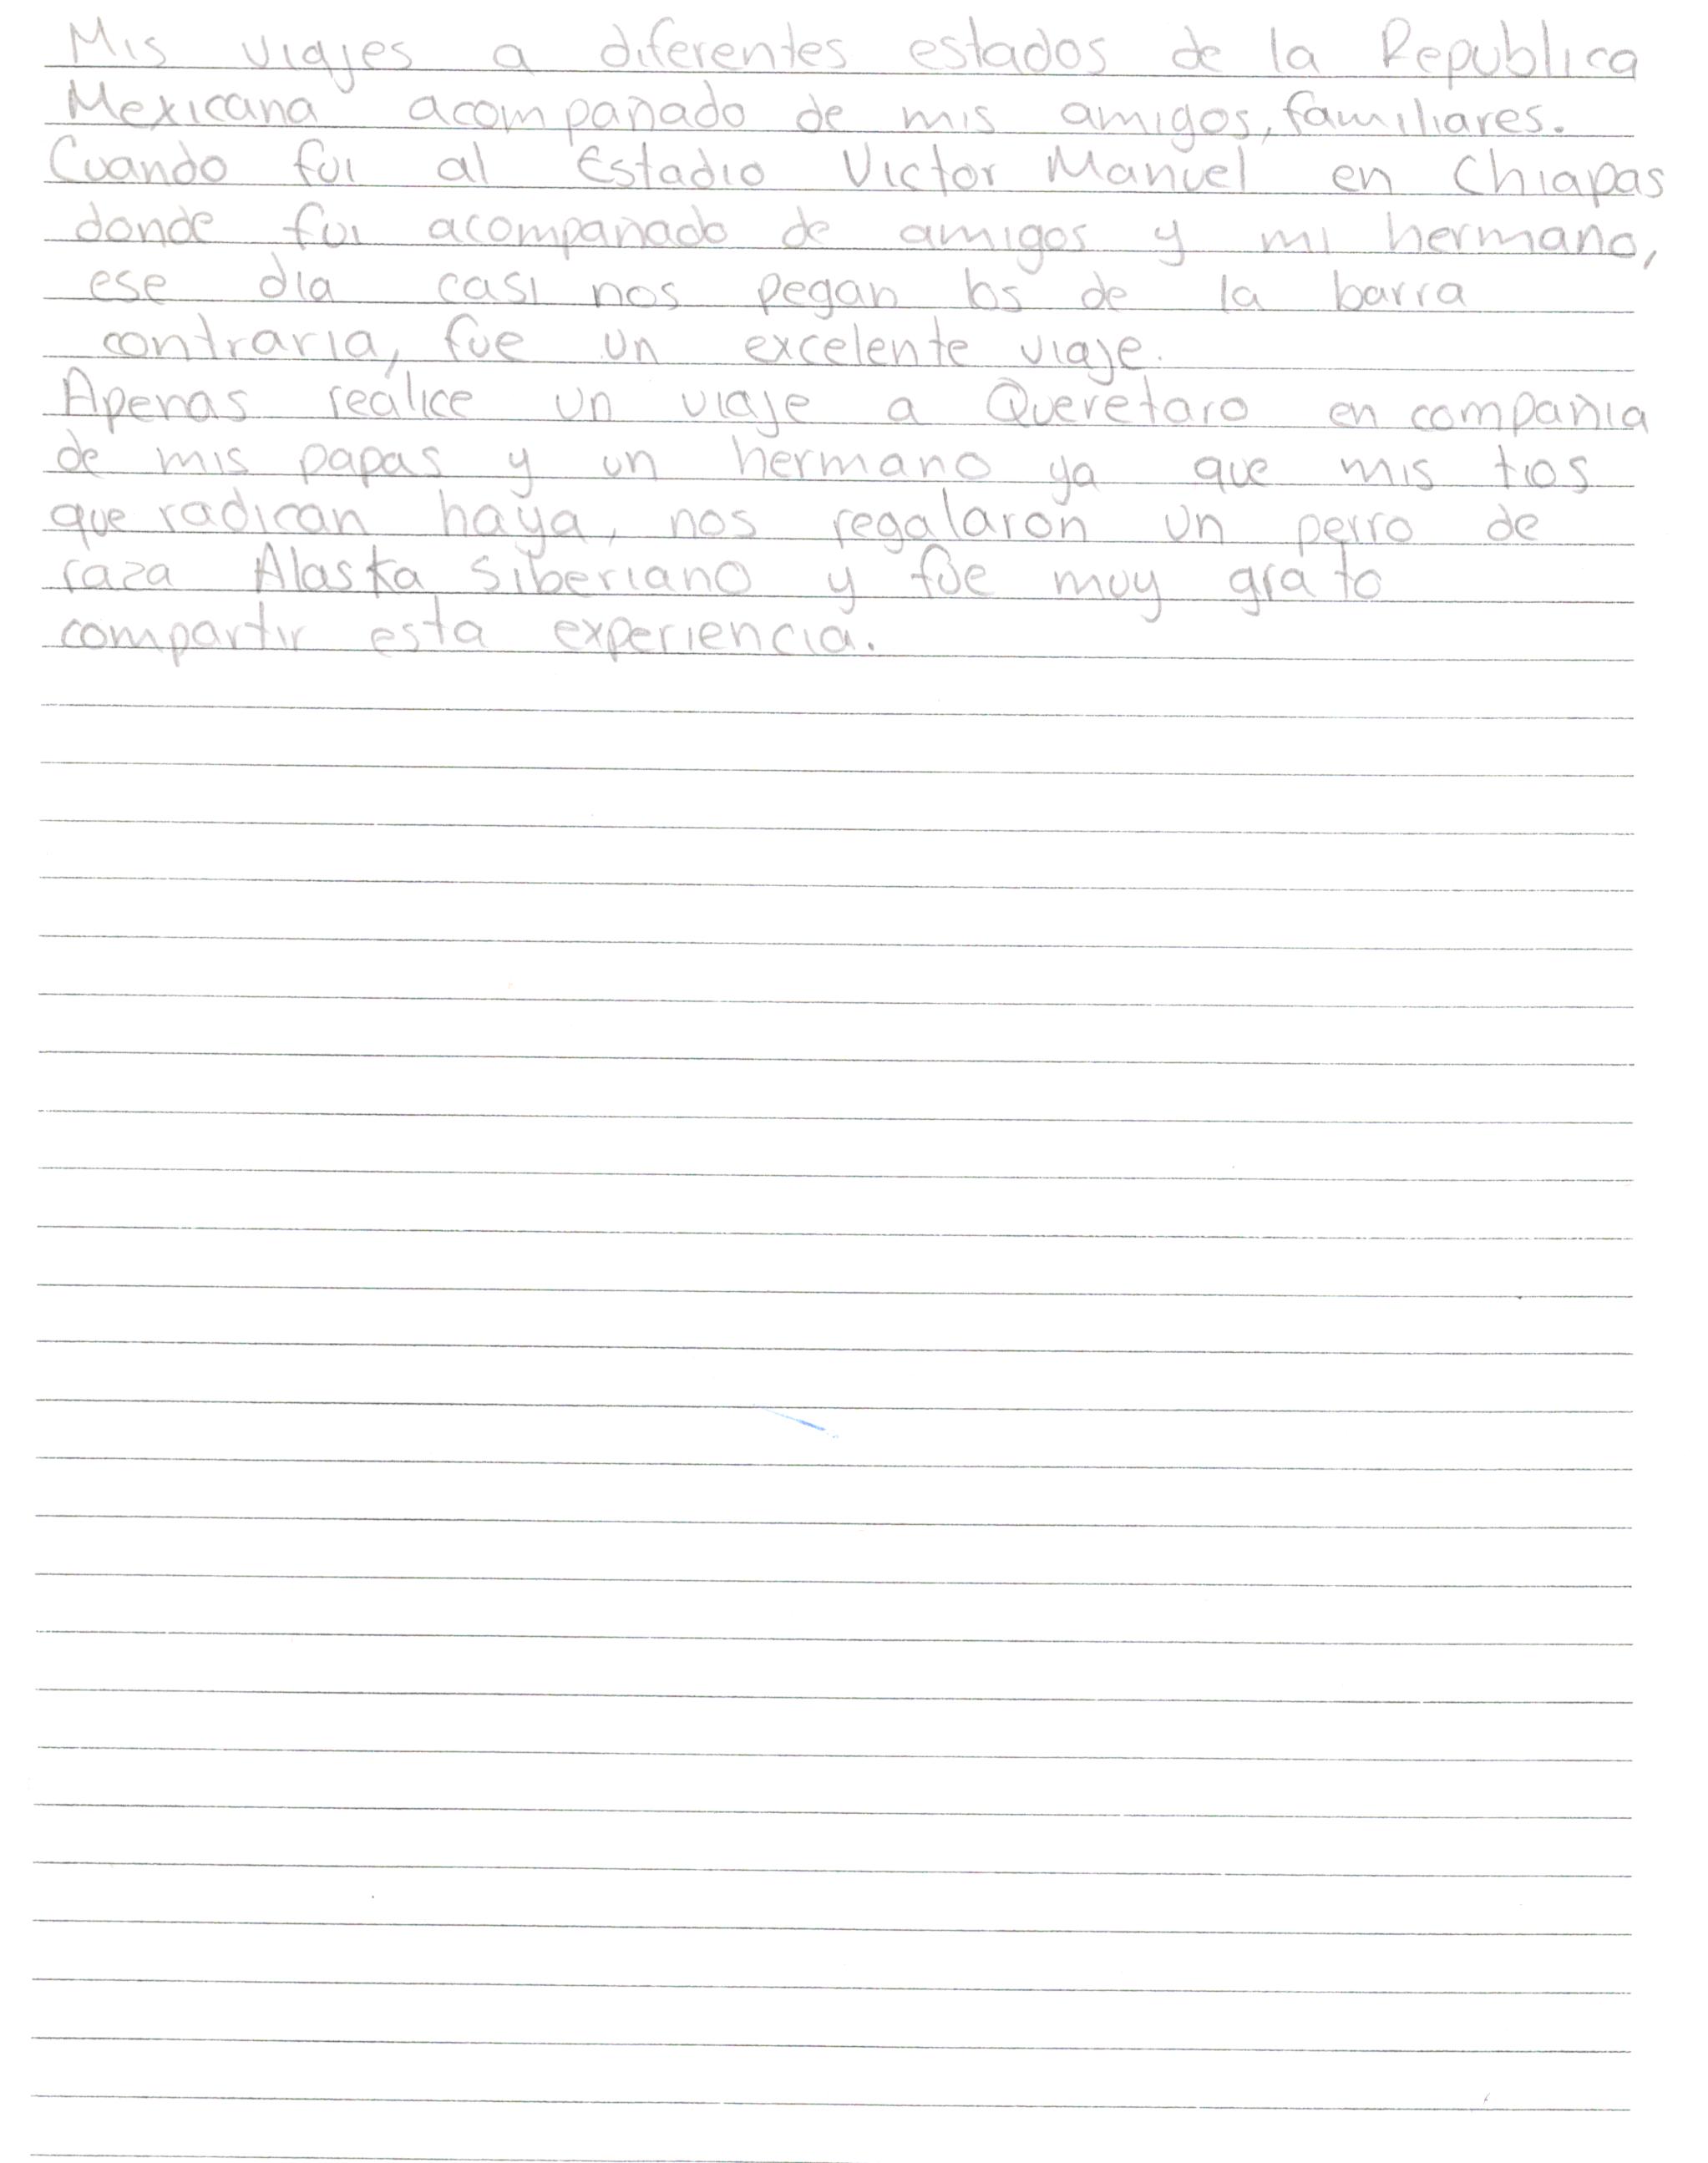 Mis viajes a diferentes estados de la Republica
Mexicana acompañado de mis amigos, familiares.
Cuando fui al Estadio Victor Manuel en Chiapas
donde fui acompañado de amigos y mi hermano,
ese dia casi nos pegan los de la barra
contraria, fue un excelente viaje.
Apenas realice un viaje a Queretaro en compañia
de mis papas y un hermano ya que mis tios
que radican haya, nos regalaron un perro de
raza Alaska Siberiano y fue muy grato
compartir esta experiencia.